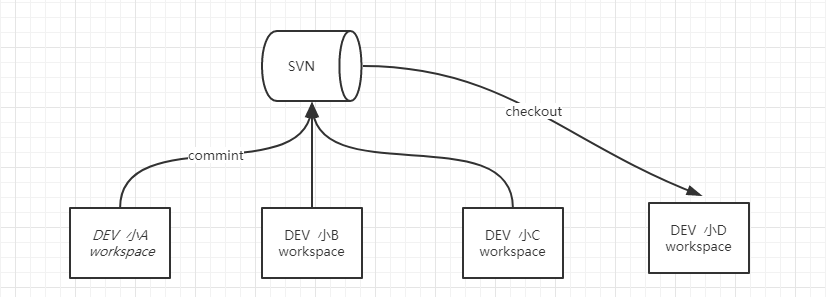 SVN
checkout
commint
DEV 小A
workspace
DEV 小B
workspace
DEV 小C
workspace
DEV 小D
workspace